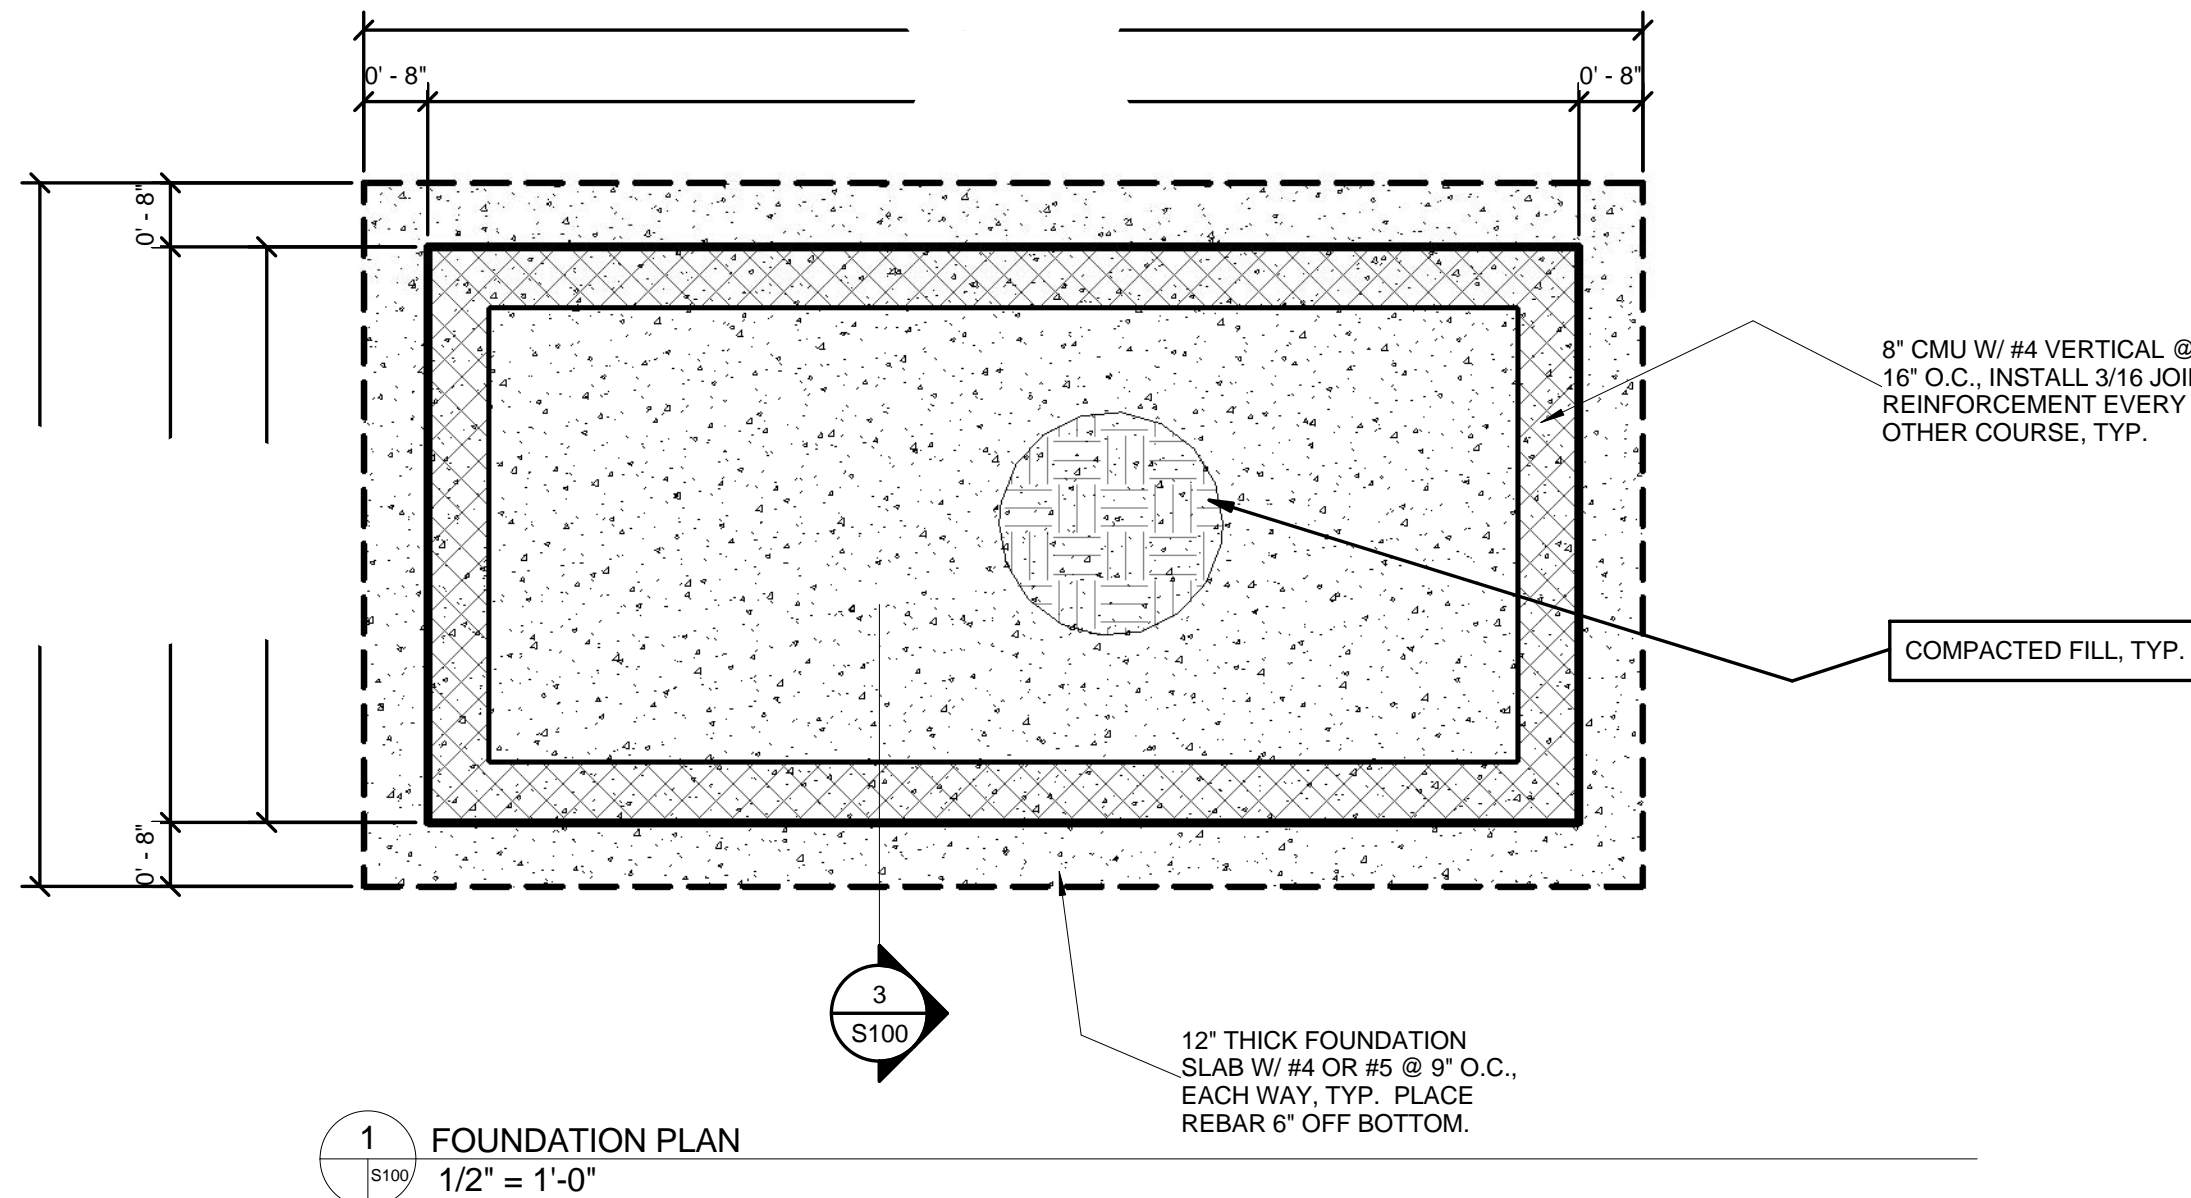 0' - 8"
0' - 8"
0' - 8"
8" CMU W/ #4 VERTICAL @
16" O.C., INSTALL 3/16
REINFORCEMENT EVERY
OTHER COURSE, TYP.
COMPACTED FILL, TYP.
0' - 8"
3
S100
12" THICK FOUNDATION
SLAB W/ #4 OR #5 @ 9" O.C.,
EACH WAY, TYP. PLACE
REBAR 6" OFF BOTTOM.
1
S100
FOUNDATION PLAN
1/2" = 1'-0"